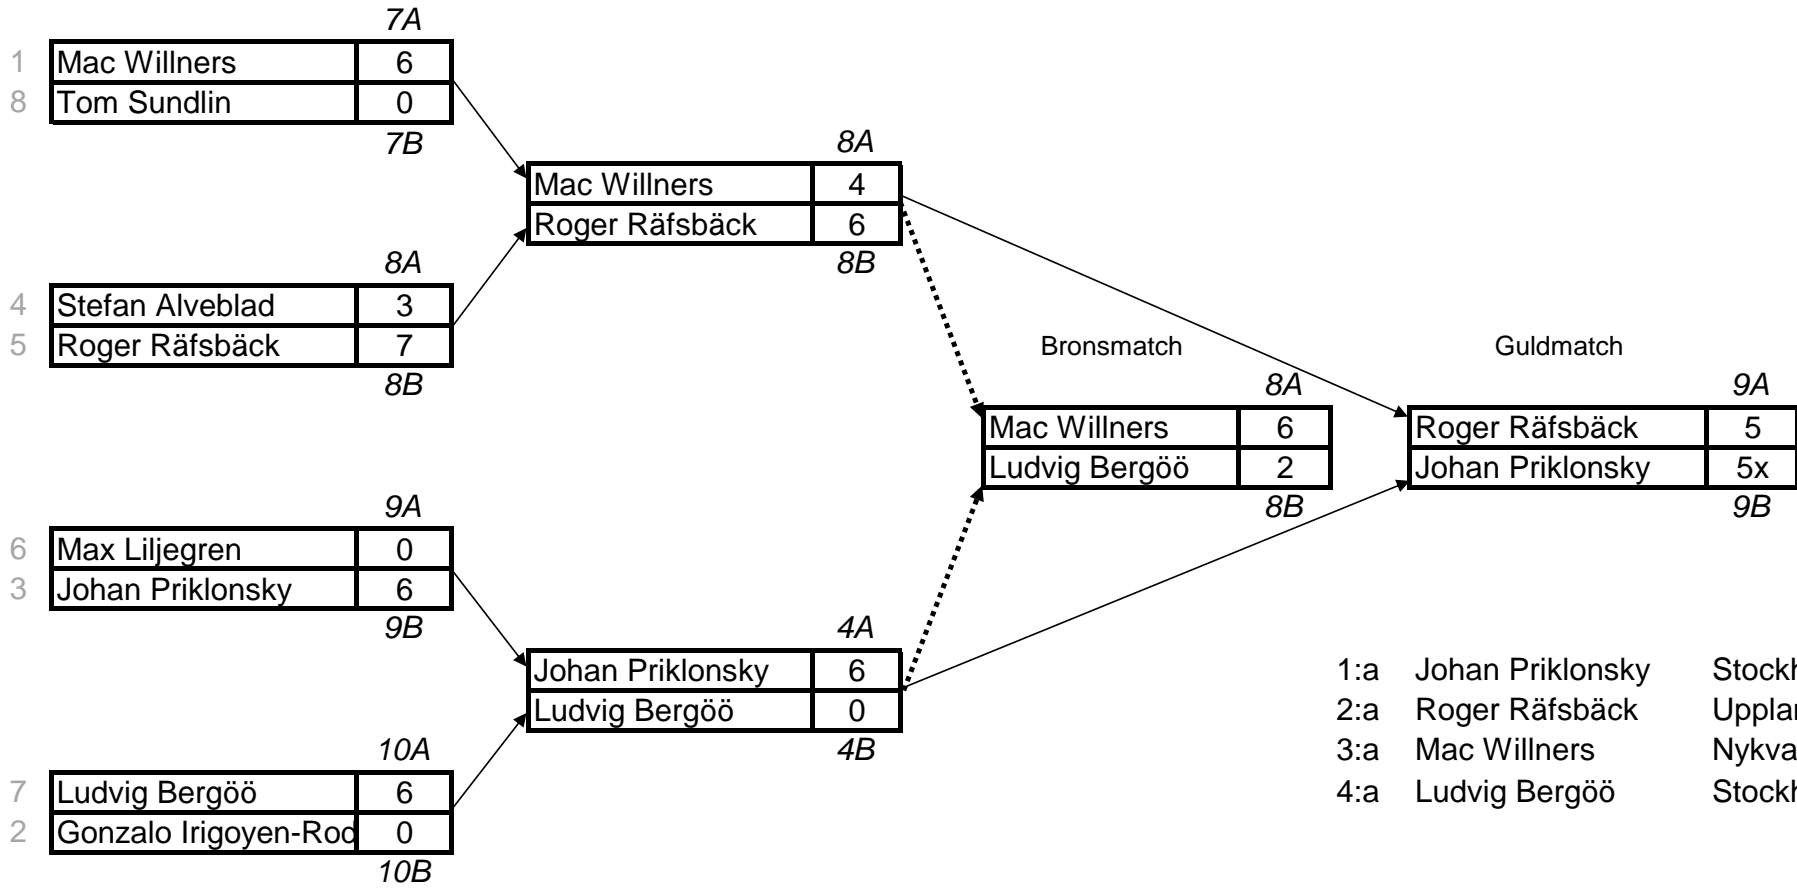 7A
1 Mac Willners 6
8 Tom Sundlin 0
7B
8A
4 Stefan Alveblad 3
5 Roger Räfsbäck 7
8B
9A
6 Max Liljegren 0
3 Johan Priklonsky 6
9B
10A
7 Ludvig Bergöö 6
2 Gonzalo Irigoyen-Rod 0
10B
8A
Mac Willners 4
Roger Räfsbäck 6
8B
4A
Johan Priklonsky 6
Ludvig Bergöö 0
4B
Bronsmatch
8A
Mac Willners 6
Ludvig Bergöö 2
8B
Guldmatch
9A
Roger Räfsbäck 5
Johan Priklonsky 5x
9B
1:a Johan Priklonsky
2:a Roger Räfsbäck
3:a Mac Willners
4:a Ludvig Bergöö